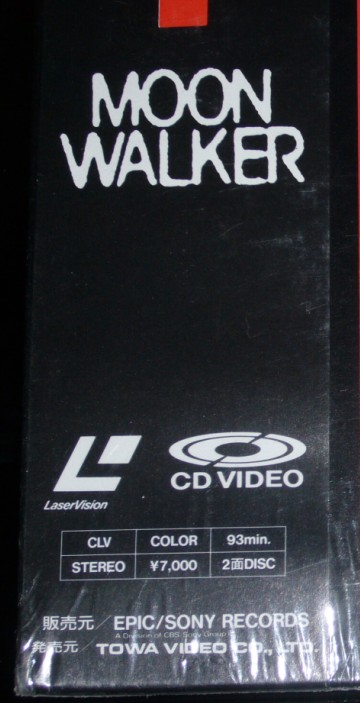 MOON
WALKER
LaserVision
CD VIDEO
CLV COLOR 93min.
STEREO ¥7,000 2面DISC
販売元/EPIC/SONY RECORDS
A Division of CBS/Sony Group
発売元/TOWA VIDEO CO., LTD.